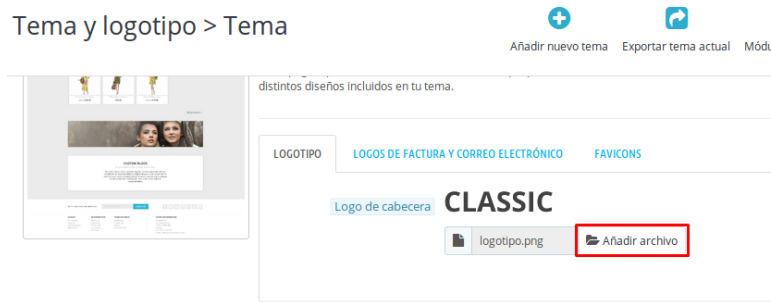 Tema y logotipo > Tema
Añadir nuevo tema
Exportar tema actual
distintos diseños incluidos en tu tema.
LOGOTIPO
LOGOS DE FACTURA Y CORREO ELECTRÓNICO
FAVICONS
Logo de cabecera
CLASSIC
logotipo.png
Añadir archivo